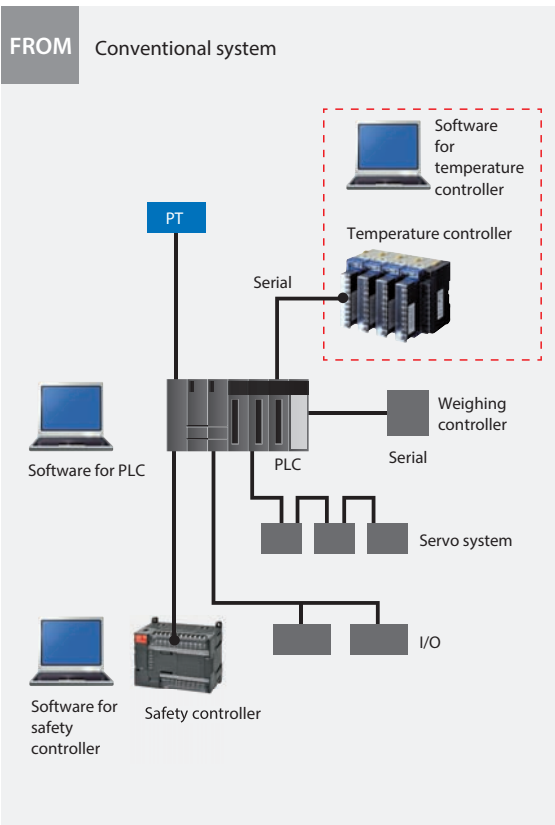 FROM
Conventional system
Software
for
temperature
controller
PT
Temperature controller
Serial
Weighing
controller
Software for PLC
PLC
Serial
Servo system
I/O
Software for
safety
controller
Safety controller